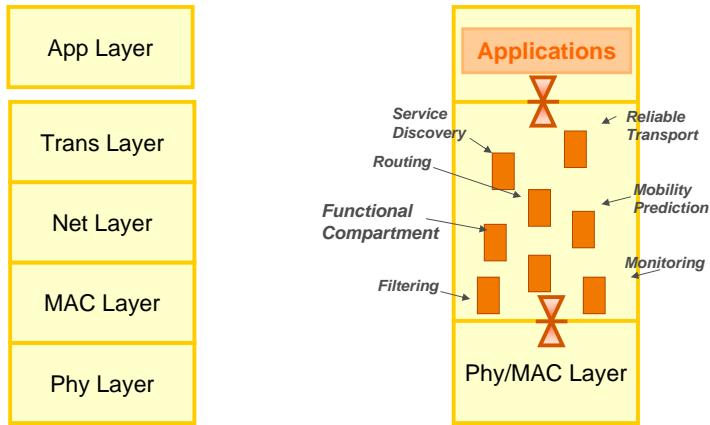 App Layer
Trans Layer
Net Layer
MAC Layer
Phy Layer
Applications
Service
Discovery
Reliable
Transport
Routing
Mobility
Prediction
Functional
Compartment
Monitoring
Filtering
Phy/MAC Layer